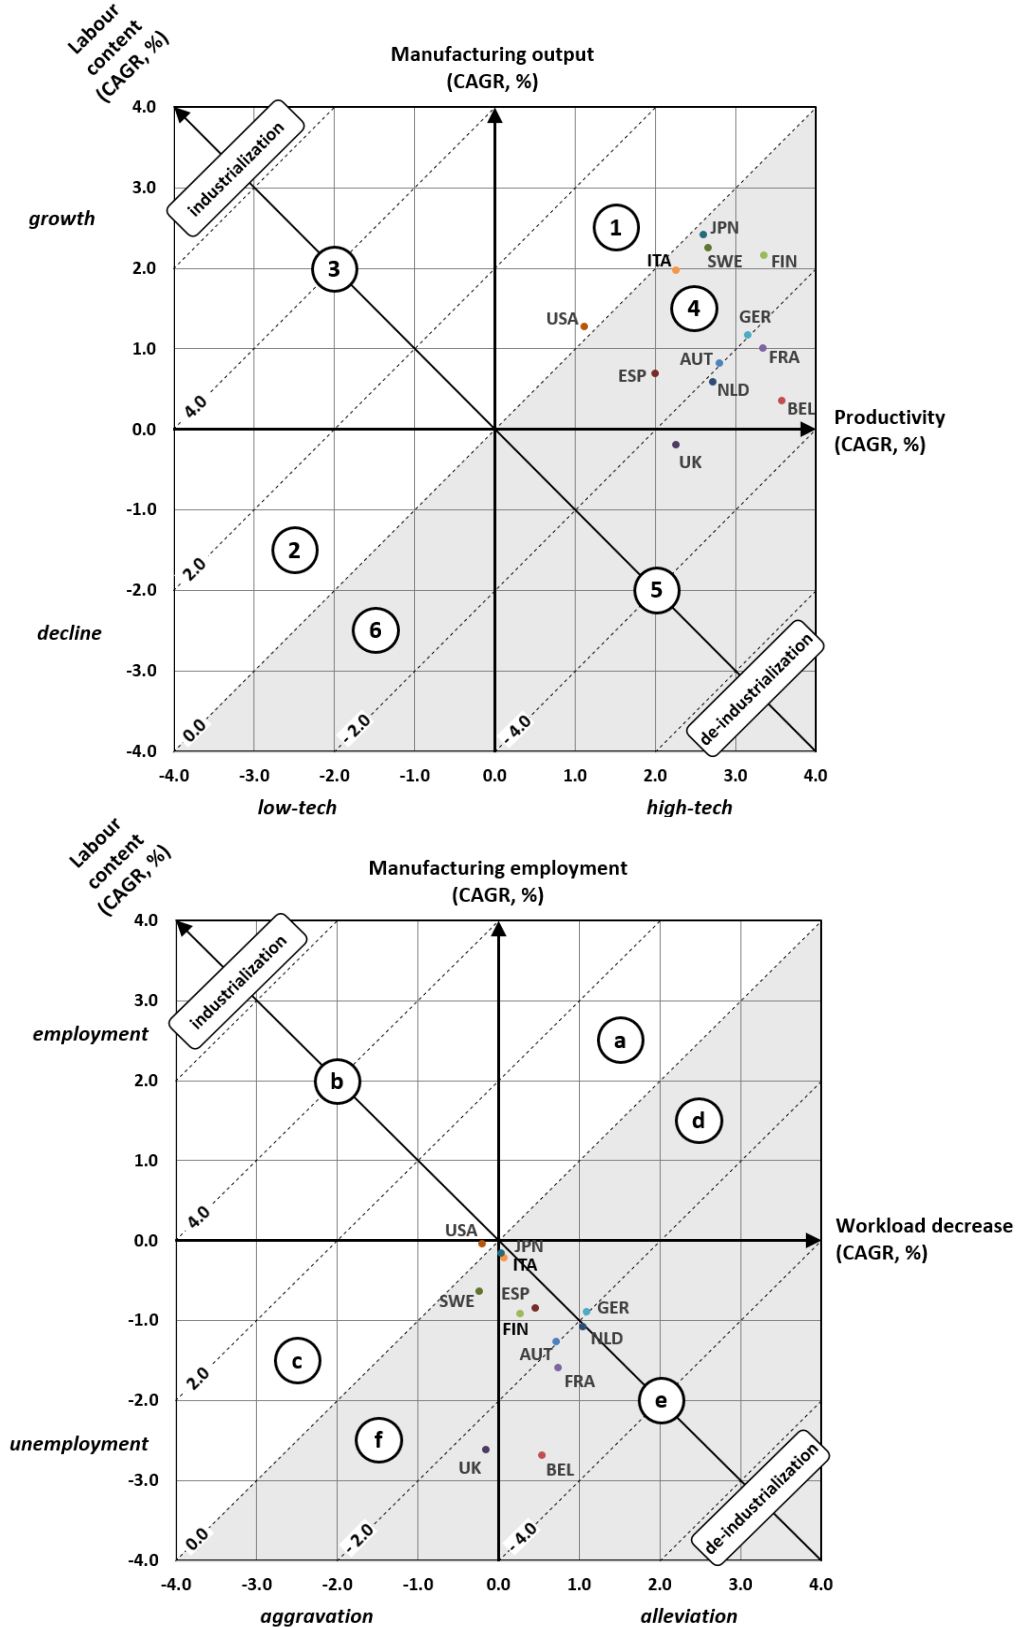 Labour
content
(CAGR, %)
Manufacturing output
(CAGR, %)
4.0
industrialization
3.0
growth
1
JPN
SWE
FIN
ITA
2.0
3
4
USA
GER
1.0
AUT
FRA
ESP
NLD
4.0
BEL
0.0
Productivity
(CAGR, %)
UK
-1.0
2
2.0
-2.0
5
decline
6
-3.0
de-industrialization
0.0
- 2.0
- 4.0
-4.0
-4.0 -3.0 -2.0 -1.0 0.0 1.0 2.0 3.0 4.0
low-tech high-tech
Labour
content
(CAGR, %)
Manufacturing employment
(CAGR, %)
4.0
industrialization
3.0
employment
a
2.0
b
d
1.0
4.0
USA
0.0
Workload decrease
(CAGR, %)
JPN
ITA
SWE
ESP
GER
-1.0
FIN
NLD
AUT
c
FRA
2.0
-2.0
e
unemployment
f
UK
BEL
-3.0
de-industrialization
0.0
- 2.0
- 4.0
-4.0
-4.0 -3.0 -2.0 -1.0 0.0 1.0 2.0 3.0 4.0
aggravation alleviation